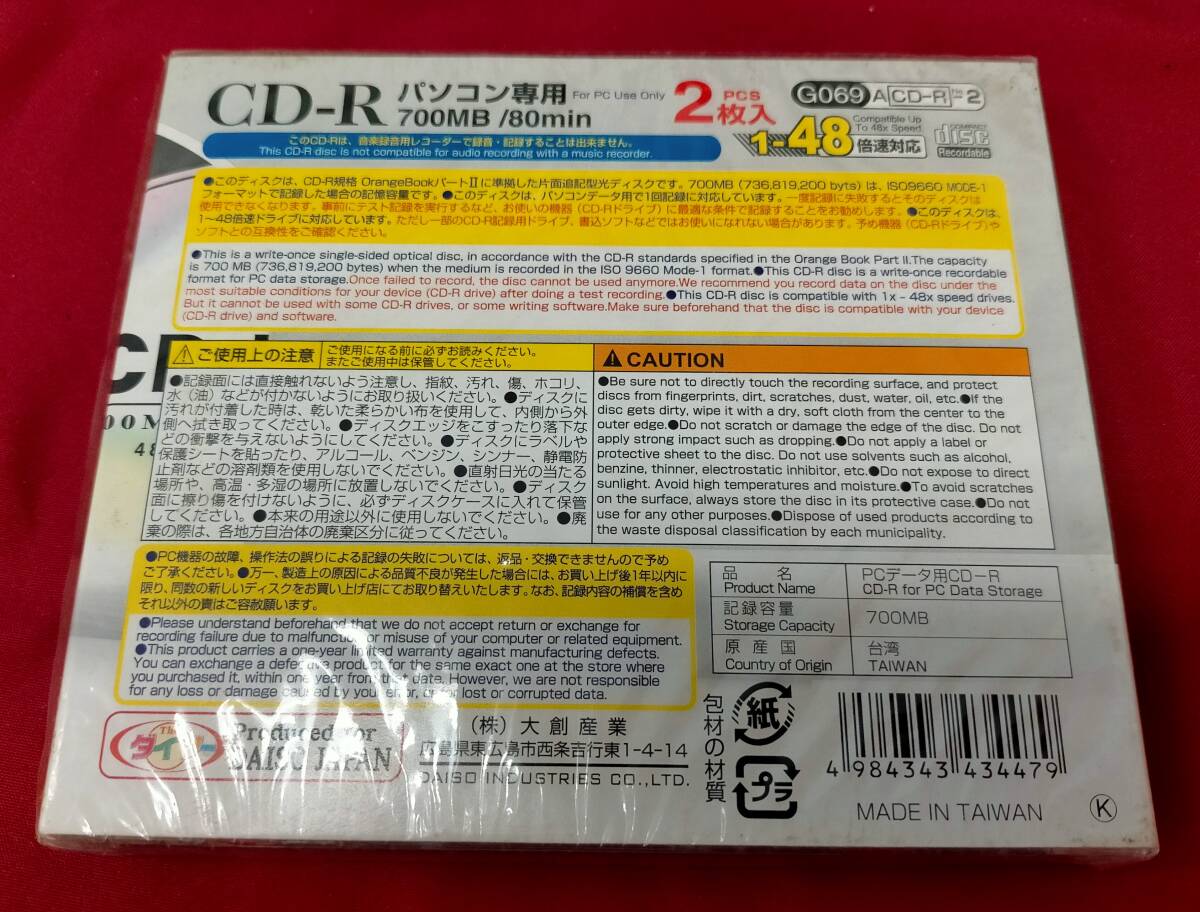 CD-R パソコン専用 For PC Use Only 2 PCS 枚入 G069 A CD-R No 2
700MB /80min
1-48 Compatible Up To 48x Speed 倍速対応 COMPACT disc Recordable
このCD-Rは、音楽録音用レコーダーで録音・記録することは出来ません。
This CD-R disc is not compatible for audio recording with a music recorder.
●このディスクは、CD-R規格 OrangeBookパートⅡに準拠した片面追記型光ディスクです。700MB (736,819,200 byts) は、ISO9660 MODE-1
フォーマットで記録した場合の記憶容量です。●このディスクは、パソコンデータ用で1回記録に対応しています。一度記録に失敗するとそのディスクは
使用できなくなります。事前にテスト記録を実行するなど、お使いの機器 (CD-Rドライブ) に最適な条件で記録することをお勧めします。●このディスクは、
1〜48倍速ドライブに対応しています。ただし一部のCD-R記録用ドライブ、書込ソフトなどではお使いになれない場合があります。予め機器 (CD-Rドライブ) や
ソフトとの互換性をご確認ください。
●This is a write-once single-sided optical disc, in accordance with the CD-R standards specified in the Orange Book Part II.The capacity
is 700 MB (736,819,200 bytes) when the medium is recorded in the ISO 9660 Mode-1 format.●This CD-R disc is a write-once recordable
format for PC data storage.Once failed to record, the disc cannot be used anymore.We recommend you record data on the disc under the
most suitable conditions for your device (CD-R drive) after doing a test recording.●This CD-R disc is compatible with 1x - 48x speed drives.
But it cannot be used with some CD-R drives, or some writing software.Make sure beforehand that the disc is compatible with your device
(CD-R drive) and software.
ご使用上の注意 ご使用になる前に必ずお読みください。
またご使用中は保管してください。
●記録面には直接触れないよう注意し、指紋、汚れ、傷、ホコリ、
水（油）などが付かないようにお取り扱いください。●ディスクに
汚れが付着した時は、乾いた柔らかい布を使用して、内側から外
側へ拭き取ってください。●ディスクエッジをこすったり落下な
どの衝撃を与えないようにしてください。●ディスクにラベルや
保護シートを貼ったり、アルコール、ベンジン、シンナー、静電防
止剤などの溶剤類を使用しないでください。●直射日光の当たる
場所や、高温・多湿の場所に放置しないでください。●ディスク
面に擦り傷を付けないように、必ずディスクケースに入れて保管
してください。●本来の用途以外に使用しないでください。●廃
棄の際は、各地方自治体の廃棄区分に従ってください。
CAUTION
●Be sure not to directly touch the recording surface, and protect
discs from fingerprints, dirt, scratches, dust, water, oil, etc.●If the
disc gets dirty, wipe it with a dry, soft cloth from the center to the
outer edge.●Do not scratch or damage the edge of the disc. Do not
apply strong impact such as dropping.●Do not apply a label or
protective sheet to the disc. Do not use solvents such as alcohol,
benzine, thinner, electrostatic inhibitor, etc.●Do not expose to direct
sunlight. Avoid high temperatures and moisture.●To avoid scratches
on the surface, always store the disc in its protective case.●Do not
use for any other purposes.●Dispose of used products according to
the waste disposal classification by each municipality.
●PC機器の故障、操作法の誤りによる記録の失敗については、返品・交換できませんので予め
ご了承ください。●万一、製造上の原因による品質不良が発生した場合には、お買い上げ後1年以内に
限り、同数の新しいディスクをお買い上げ店にてお取り替えいたします。なお、記録内容の補償を含め
それ以外の責はご容赦願います。
●Please understand beforehand that we do not accept return or exchange for
recording failure due to malfunction or misuse of your computer or related equipment.
●This product carries a one-year limited warranty against manufacturing defects.
You can exchange a defective product for the same exact one at the store where
you purchased it, within one year from the date. However, we are not responsible
for any loss or damage caused by your error, or for lost or corrupted data.
品名 Product Name PCデータ用CD-R CD-R for PC Data Storage
記録容量 Storage Capacity 700MB
原産国 Country of Origin 台湾 TAIWAN
The ダイソー Produced for
DAISO JAPAN
（株）大創産業
広島県東広島市西条吉行東1-4-14
DAISO INDUSTRIES CO.,LTD.
包材の材質
紙
プラ
4 984343 434479
MADE IN TAIWAN K